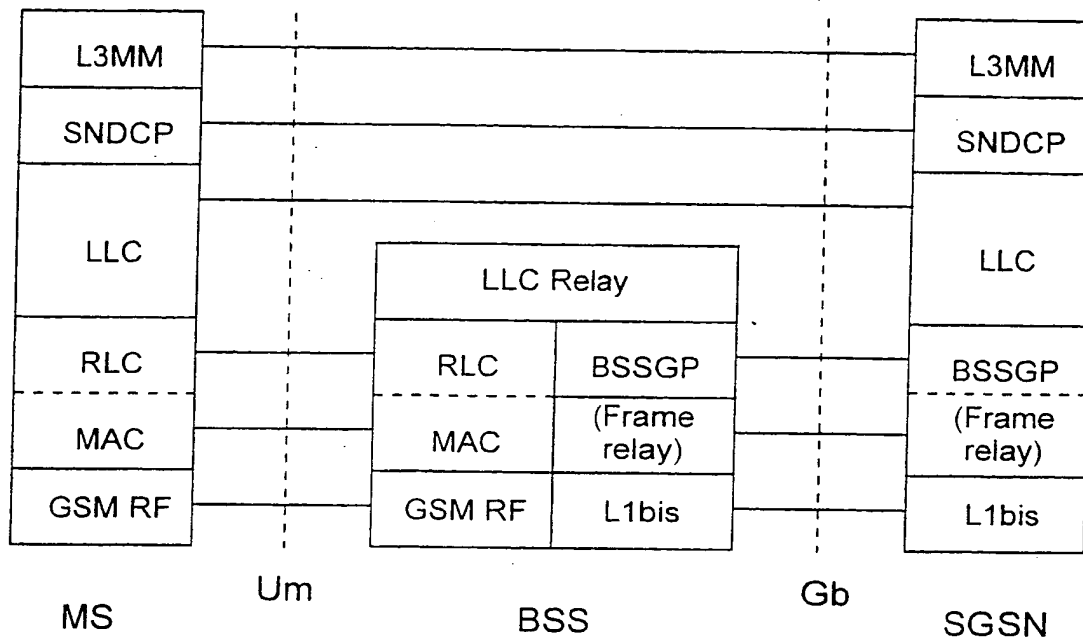 L3MM
SNDCP
LLC
RLC
MAC
GSM RF
MS
Um
LLC Relay
RLC
BSSGP
MAC
(Frame
relay)
GSM RF
L1bis
BSS
Gb
L3MM
SNDCP
LLC
BSSGP
(Frame
relay)
L1bis
SGSN